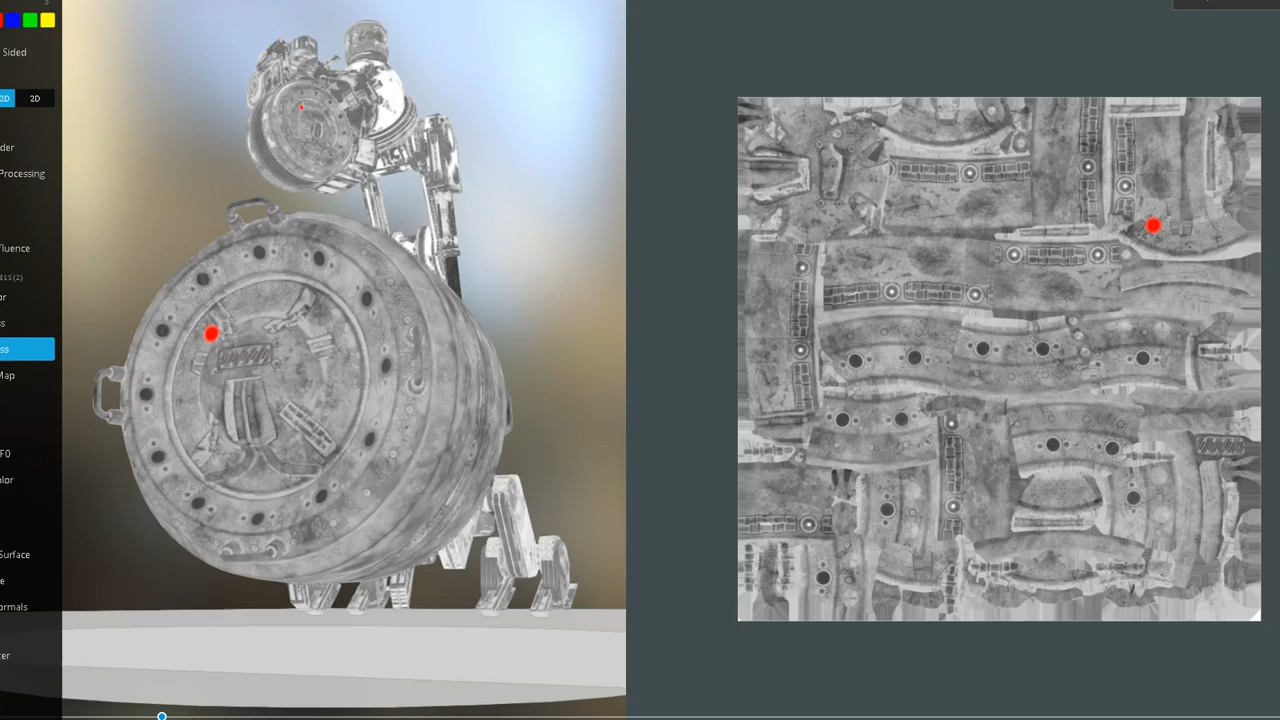 S
Sided
2D
2D
der
Processing
fluence
ELS (2)
or
ss
ss
Map
F0
olor
Surface
e
ormals
ter